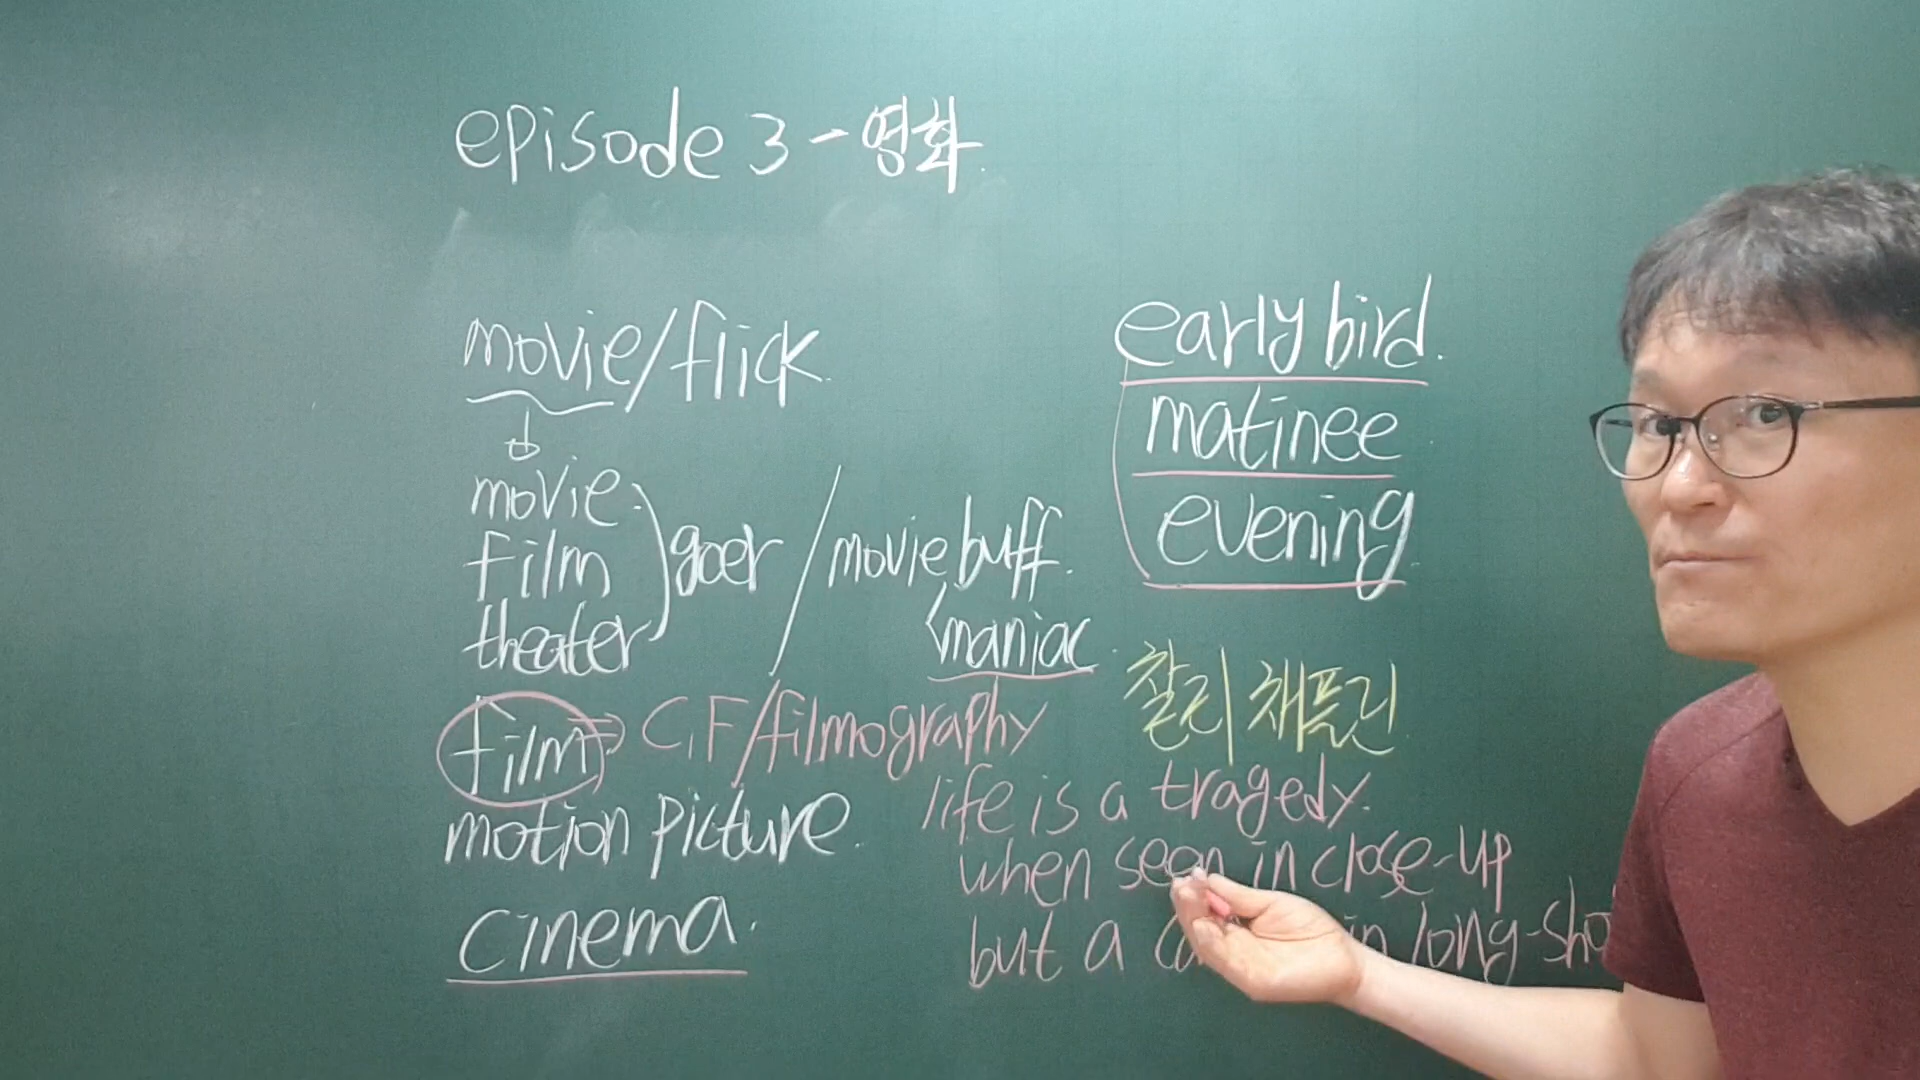 episode 3 - 영화.
movie/flick.
movie
film
theater
goer / movie buff.
maniac.
film ⇒ C.F/filmography
motion picture.
cinema.
early bird.
matinee
evening.
찰리 채플린
life is a tragedy.
when seen in close-up
but a in long-sho